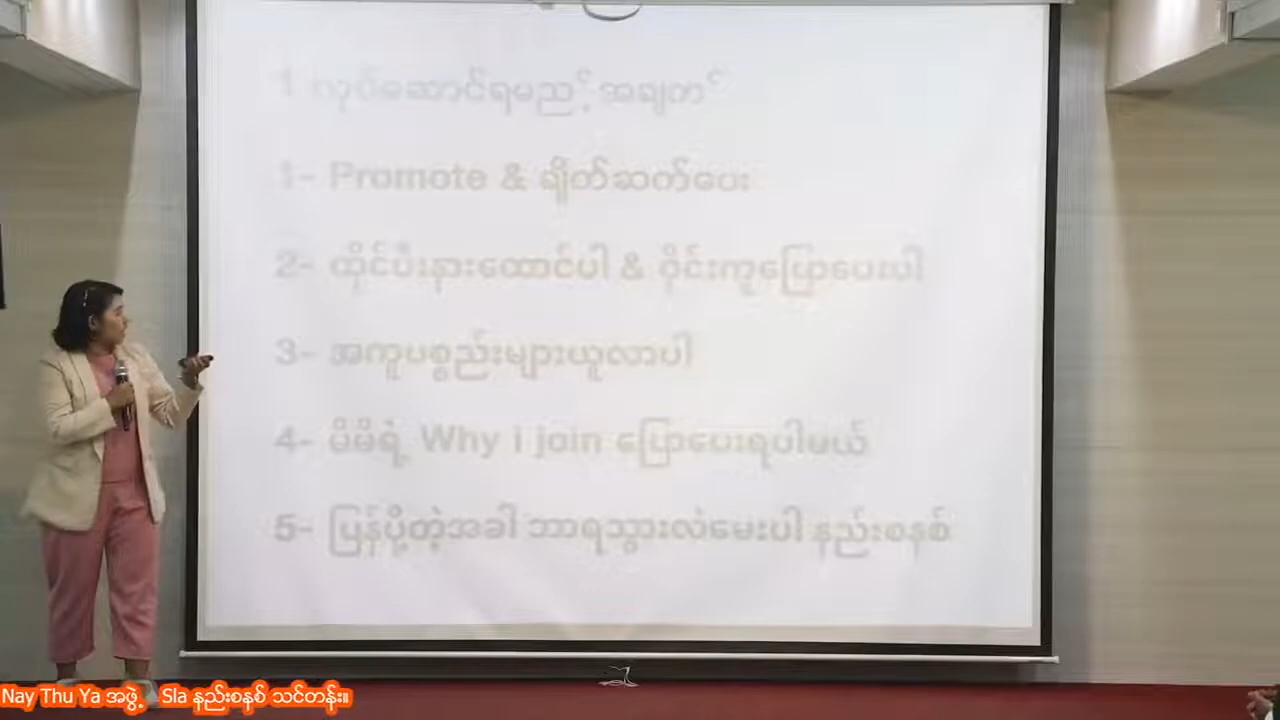 1 လုပ်ဆောင်ရမည့်အချက်
1- Promote & ချိတ်ဆက်ပေး
2- ထိုင်ပီးနားထောင်ပါ & ဝိုင်းကူပြောပေးပါ
3- အကူပစ္စည်းများယူလာပါ
4- မိမိရဲ့ Why i join ပြောပေးရပါမယ်
5- ပြန်ပို့တဲ့အခါ ဘာရသွားလဲမေးပါ နည်းစနစ်
Nay Thu Ya အဖွဲ့ Sla နည်းစနစ် သင်တန်း။